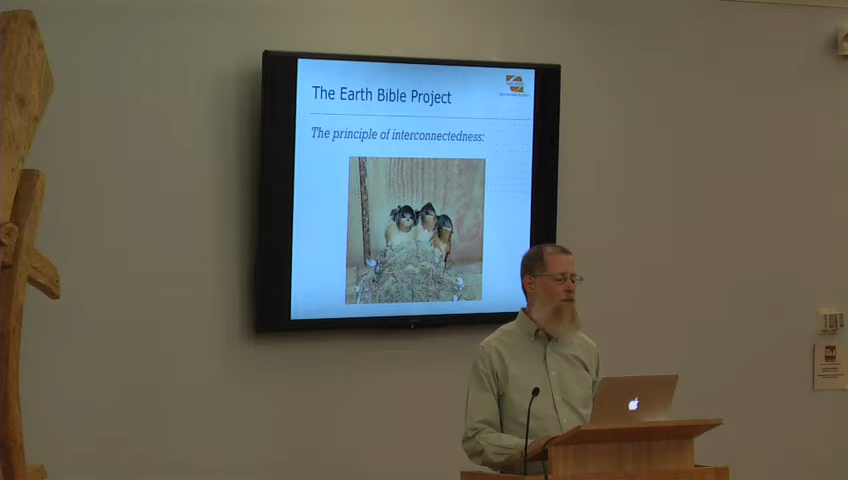 The Earth Bible Project
The principle of interconnectedness: